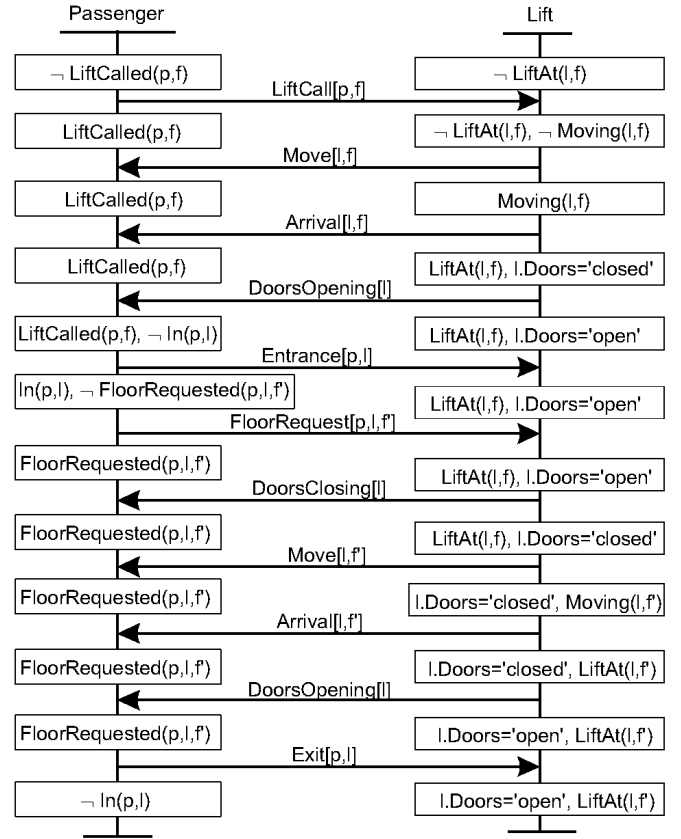 Passenger Lift
¬ LiftCalled(p,f) ¬ LiftAt(l,f)
LiftCall[p,f]
LiftCalled(p,f) ¬ LiftAt(l,f), ¬ Moving(l,f)
Move[l,f]
LiftCalled(p,f) Moving(l,f)
Arrival[l,f]
LiftCalled(p,f) LiftAt(l,f), l.Doors='closed'
DoorsOpening[l]
LiftCalled(p,f), ¬ In(p,l) LiftAt(l,f), l.Doors='open'
Entrance[p,l]
In(p,l), ¬ FloorRequested(p,l,f') LiftAt(l,f), l.Doors='open'
FloorRequest[p,l,f']
FloorRequested(p,l,f') LiftAt(l,f), l.Doors='open'
DoorsClosing[l]
FloorRequested(p,l,f') LiftAt(l,f), l.Doors='closed'
Move[l,f']
FloorRequested(p,l,f') l.Doors='closed', Moving(l,f')
Arrival[l,f']
FloorRequested(p,l,f') l.Doors='closed', LiftAt(l,f')
DoorsOpening[l]
FloorRequested(p,l,f') l.Doors='open', LiftAt(l,f')
Exit[p,l]
¬ In(p,l) l.Doors='open', LiftAt(l,f')